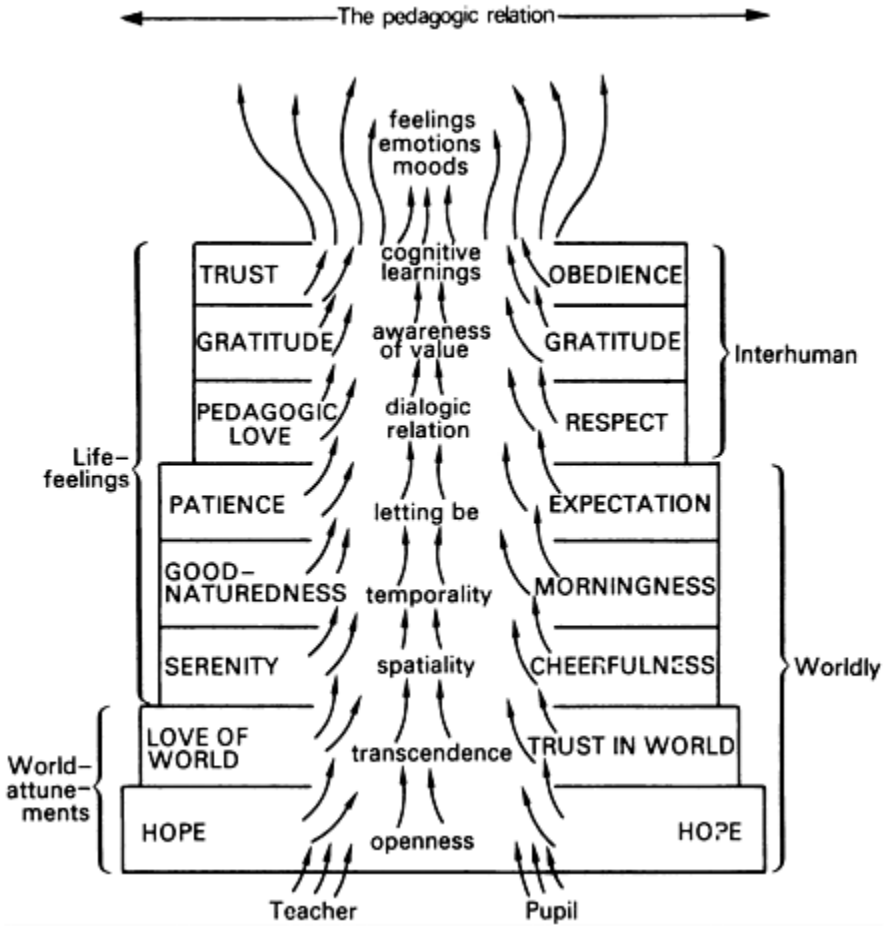 The pedagogic relation
feelings
emotions
moods
cognitive
learnings
TRUST
OBEDIENCE
awareness
of value
GRATITUDE
GRATITUDE
Interhuman
dialogic
relation
PEDAGOGIC
LOVE
RESPECT
Life–
feelings
letting be
PATIENCE
EXPECTATION
GOOD–
NATUREDNESS
temporality
MORNINGNESS
SERENITY
spatiality
CHEERFULNESS
Worldly
LOVE OF
WORLD
transcendence
TRUST IN WORLD
World–
attune–
ments
HOPE
openness
HOPE
Teacher
Pupil